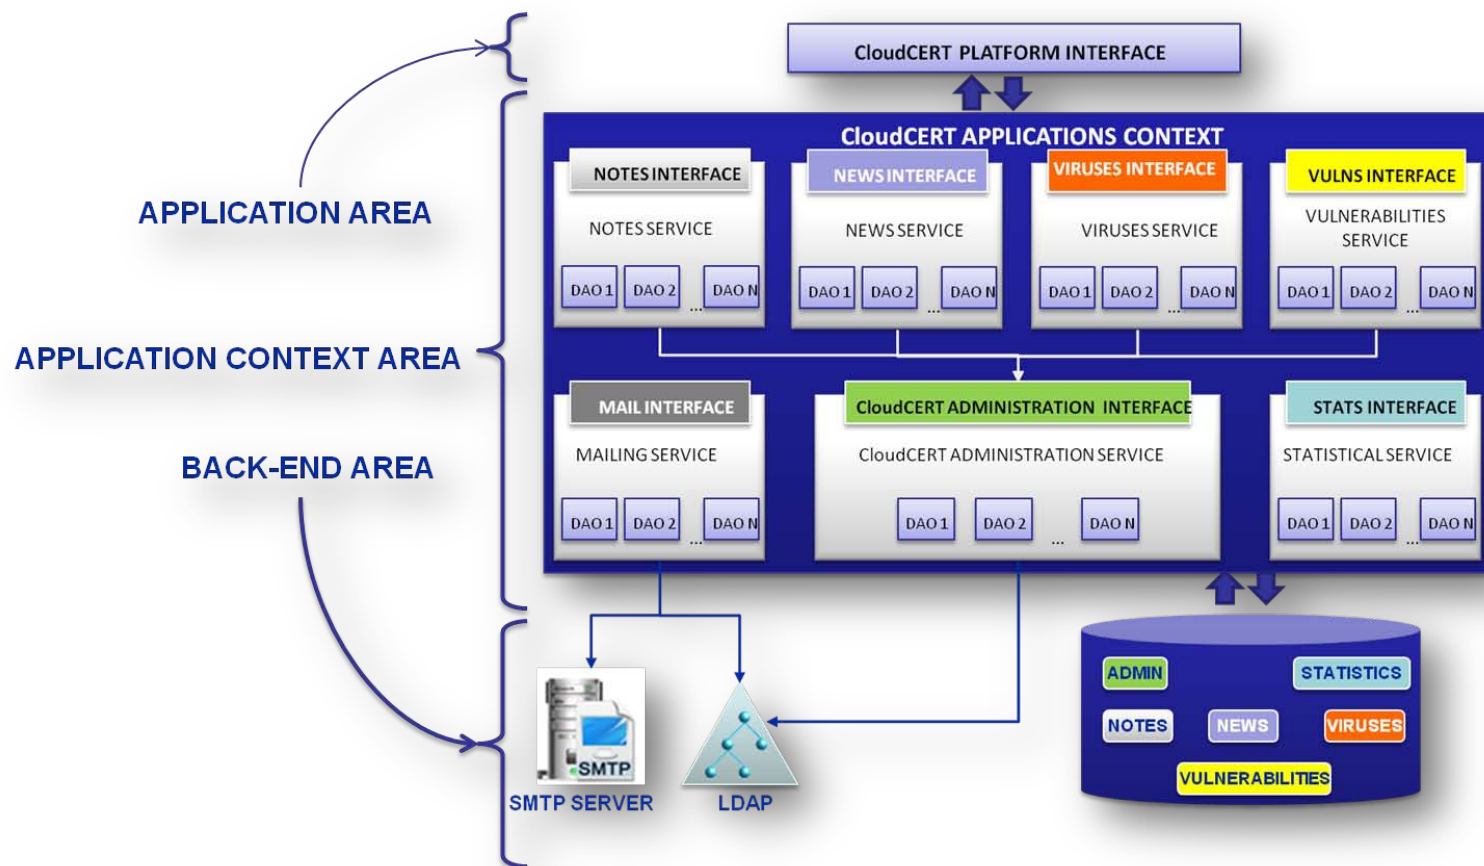 CloudCERT PLATFORM INTERFACE
CloudCERT APPLICATIONS CONTEXT
NOTES INTERFACE
NEWS INTERFACE
VIRUSES INTERFACE
VULNS INTERFACE
APPLICATION AREA
NOTES SERVICE
NEWS SERVICE
VIRUSES SERVICE
VULNERABILITIES
SERVICE
DAO 1 DAO 2 ... DAO N
DAO 1 DAO 2 ... DAO N
DAO 1 DAO 2 ... DAO N
DAO 1 DAO 2 ... DAO N
APPLICATION CONTEXT AREA
MAIL INTERFACE
CloudCERT ADMINISTRATION INTERFACE
STATS INTERFACE
BACK-END AREA
MAILING SERVICE
CloudCERT ADMINISTRATION SERVICE
STATISTICAL SERVICE
DAO 1 DAO 2 ... DAO N
DAO 1 DAO 2 ... DAO N
DAO 1 DAO 2 ... DAO N
ADMIN
STATISTICS
NOTES
NEWS
VIRUSES
VULNERABILITIES
SMTP
SMTP SERVER
LDAP